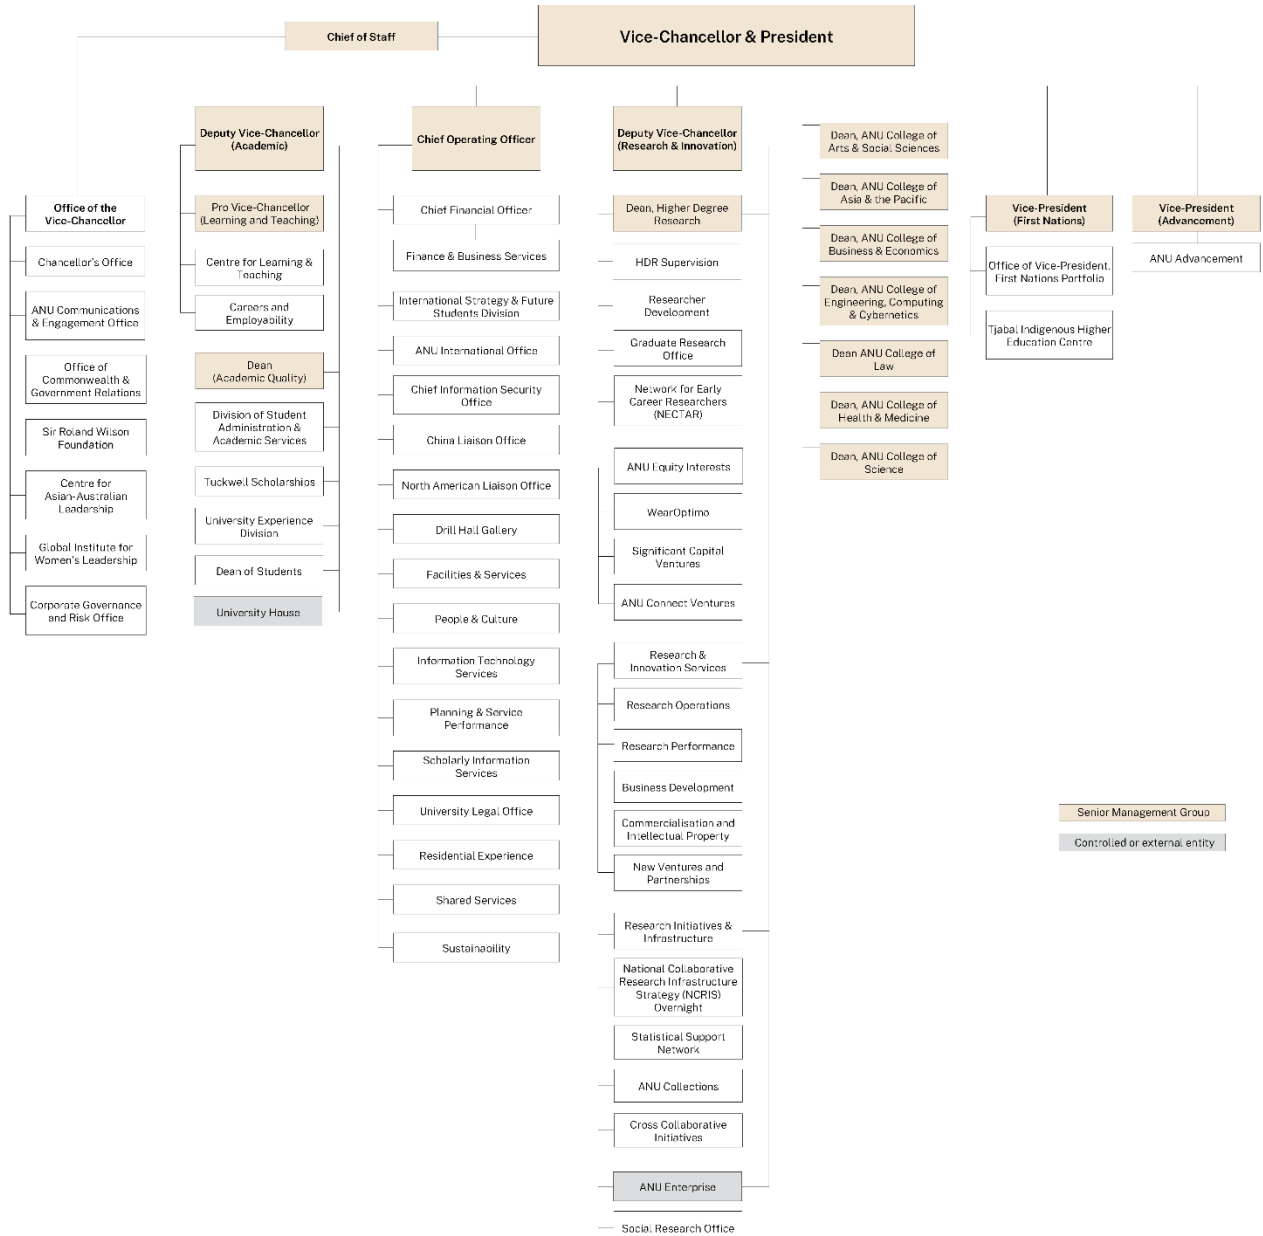 Chief of Staff
Vice-Chancellor & President
Office of the
Vice-Chancellor
Chancellor's Office
ANU Communications
& Engagement Office
Office of
Commonwealth &
Government Relations
Sir Roland Wilson
Foundation
Centre for
Asian-Australian
Leadership
Global Institute for
Women's Leadership
Corporate Governance
and Risk Office
Deputy Vice-Chancellor
(Academic)
Pro Vice-Chancellor
(Learning and Teaching)
Centre for Learning &
Teaching
Careers and
Employability
Dean
(Academic Quality)
Division of Student
Administration &
Academic Services
Tuckwell Scholarships
University Experience
Division
Dean of Students
University House
Chief Operating Officer
Chief Financial Officer
Finance & Business Services
International Strategy & Future
Students Division
ANU International Office
Chief Information Security
Office
China Liaison Office
North American Liaison Office
Drill Hall Gallery
Facilities & Services
People & Culture
Information Technology
Services
Planning & Service
Performance
Scholarly Information
Services
University Legal Office
Residential Experience
Shared Services
Sustainability
Deputy Vice-Chancellor
(Research & Innovation)
Dean, Higher Degree
Research
HDR Supervision
Researcher
Development
Graduate Research
Office
Network for Early
Career Researchers
(NECTAR)
ANU Equity Interests
WearOptimo
Significant Capital
Ventures
ANU Connect Ventures
Research &
Innovation Services
Research Operations
Research Performance
Business Development
Commercialisation and
Intellectual Property
New Ventures and
Partnerships
Research Initiatives &
Infrastructure
National Collaborative
Research Infrastructure
Strategy (NCRIS)
Overnight
Statistical Support
Network
ANU Collections
Cross Collaborative
Initiatives
ANU Enterprise
Social Research Office
Dean, ANU College of
Arts & Social Sciences
Dean, ANU College of
Asia & the Pacific
Dean, ANU College of
Business & Economics
Dean, ANU College of
Engineering, Computing
& Cybernetics
Dean ANU College of
Law
Dean, ANU College of
Health & Medicine
Dean, ANU College of
Science
Vice-President
(First Nations)
Office of Vice-President,
First Nations Portfolio
Tjabal Indigenous Higher
Education Centre
Vice-President
(Advancement)
ANU Advancement
Senior Management Group
Controlled or external entity